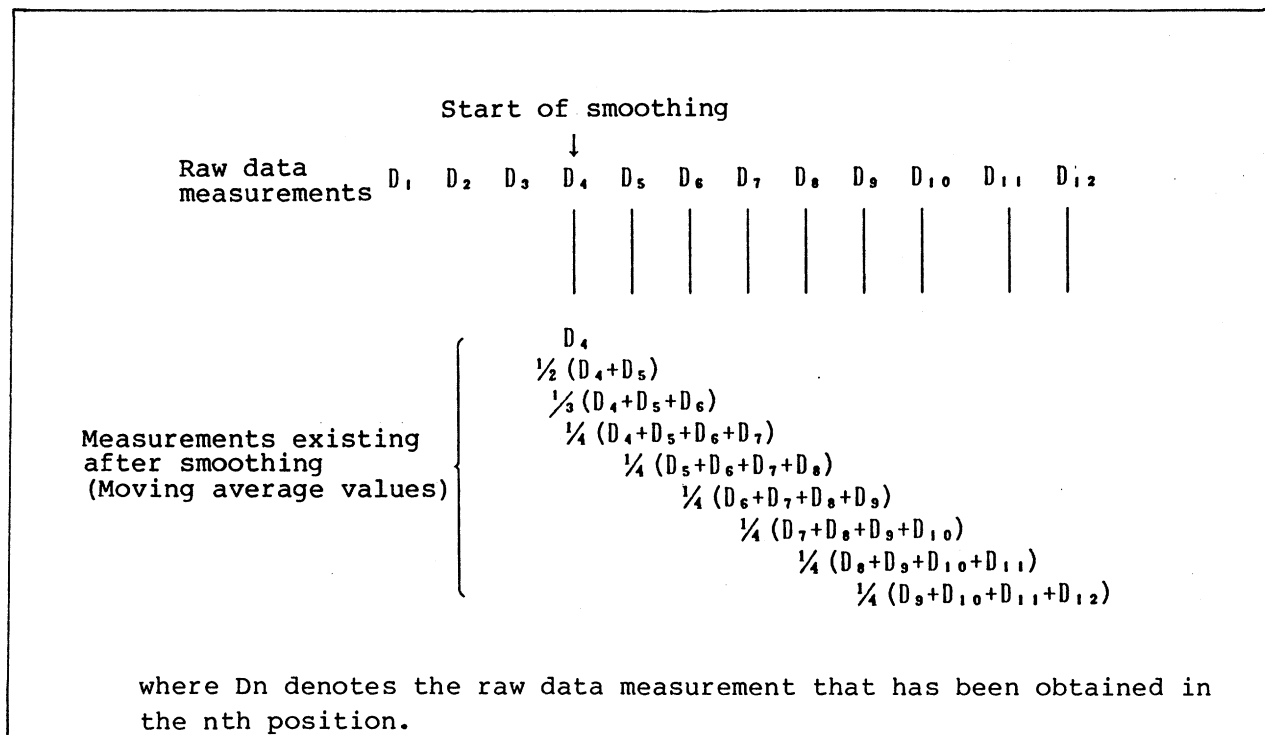 Start of smoothing
↓
Raw data
measurements D₁ D₂ D₃ D₄ D₅ D₆ D₇ D₈ D₉ D₁₀ D₁₁ D₁₂
D₄
½ (D₄+D₅)
⅓ (D₄+D₅+D₆)
¼ (D₄+D₅+D₆+D₇)
Measurements existing
after smoothing
(Moving average values)
¼ (D₅+D₆+D₇+D₈)
¼ (D₆+D₇+D₈+D₉)
¼ (D₇+D₈+D₉+D₁₀)
¼ (D₈+D₉+D₁₀+D₁₁)
¼ (D₉+D₁₀+D₁₁+D₁₂)
where Dn denotes the raw data measurement that has been obtained in
the nth position.